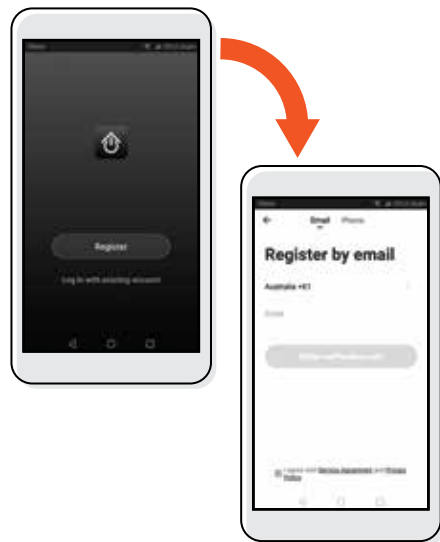 Register
Log in with existing account
Email Phone
Register by email
Australia +61
Email
I agree with Service Agreement and Privacy
Policy